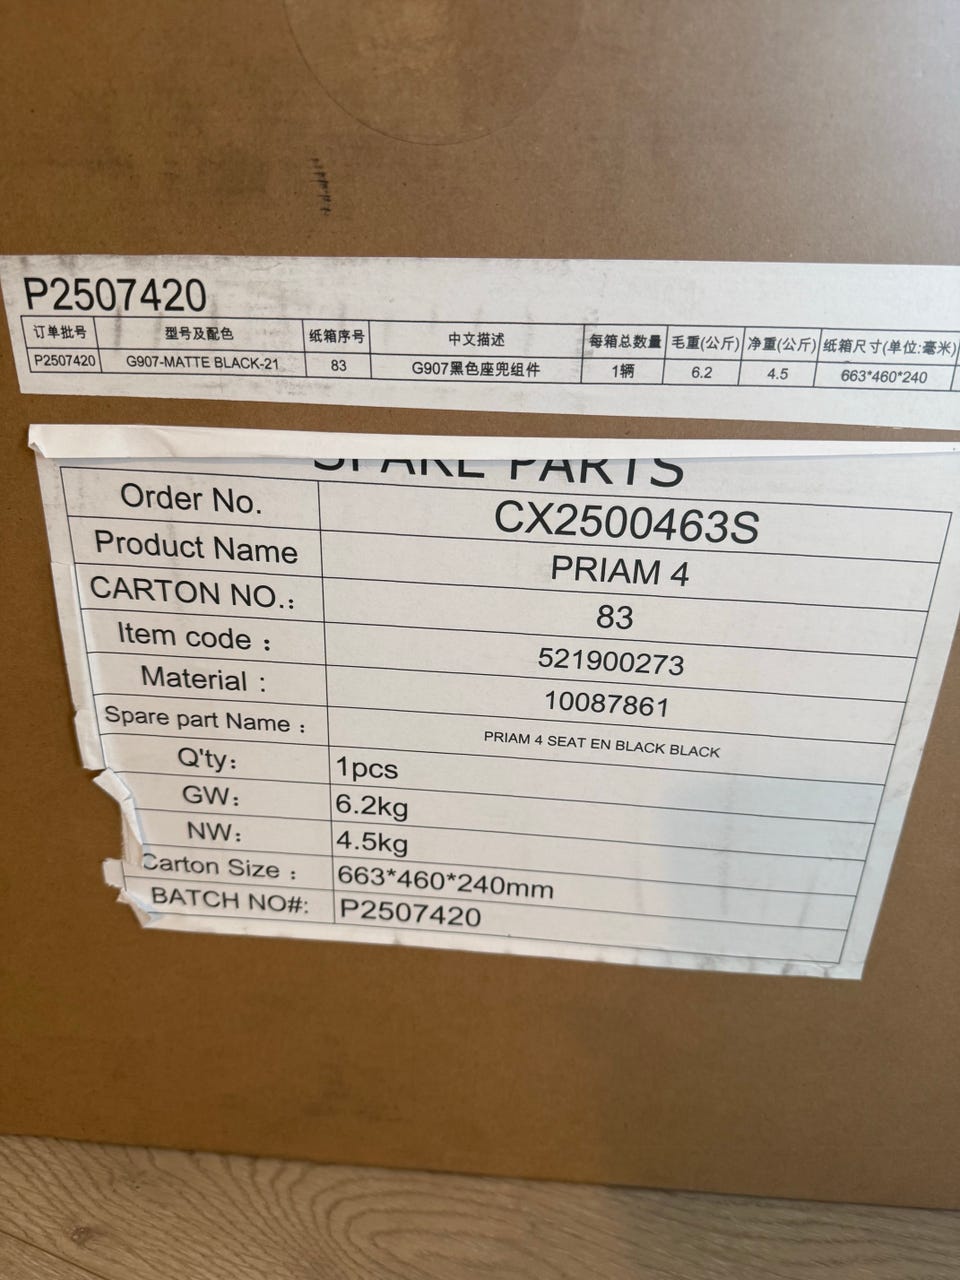 P2507420
订单批号 型号及配色 纸箱序号 中文描述 每箱总数量 毛重(公斤) 净重(公斤) 纸箱尺寸(单位:毫米)
P2507420 G907-MATTE BLACK-21 83 G907黑色座兜组件 1辆 6.2 4.5 663*460*240
SPARE PARTS
Order No. CX2500463S
Product Name PRIAM 4
CARTON NO.: 83
Item code : 521900273
Material : 10087861
Spare part Name : PRIAM 4 SEAT EN BLACK BLACK
Q'ty: 1pcs
GW: 6.2kg
NW: 4.5kg
Carton Size : 663*460*240mm
BATCH NO#: P2507420